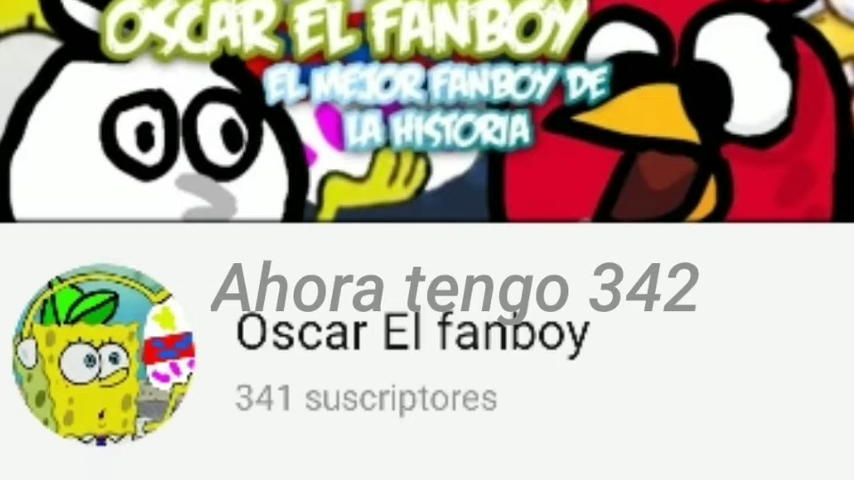 OSCAR EL FANBOY
EL MEJOR FANBOY DE
LA HISTORIA
Ahora tengo 342
Oscar El fanboy
341 suscriptores